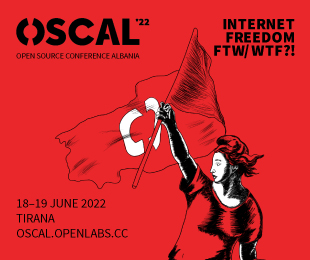 OSCAL '22
OPEN SOURCE CONFERENCE ALBANIA
INTERNET
FREEDOM
FTW/WTF?!
18–19 JUNE 2022
TIRANA
OSCAL.OPENLABS.CC